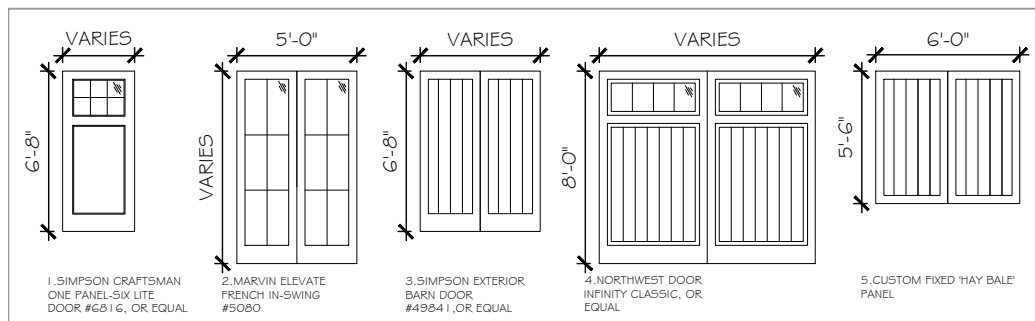 VARIES
5'-0"
VARIES
VARIES
6'-0"
6'-8"
VARIES
6'-8"
8'-0"
5'-6"
1.SIMPSON CRAFTSMAN
ONE PANEL-SIX LITE
DOOR #6816, OR EQUAL
2.MARVIN ELEVATE
FRENCH IN-SWING
#5080
3.SIMPSON EXTERIOR
BARN DOOR
#49841,OR EQUAL
4.NORTHWEST DOOR
INFINITY CLASSIC, OR
EQUAL
5.CUSTOM FIXED 'HAY BALE'
PANEL